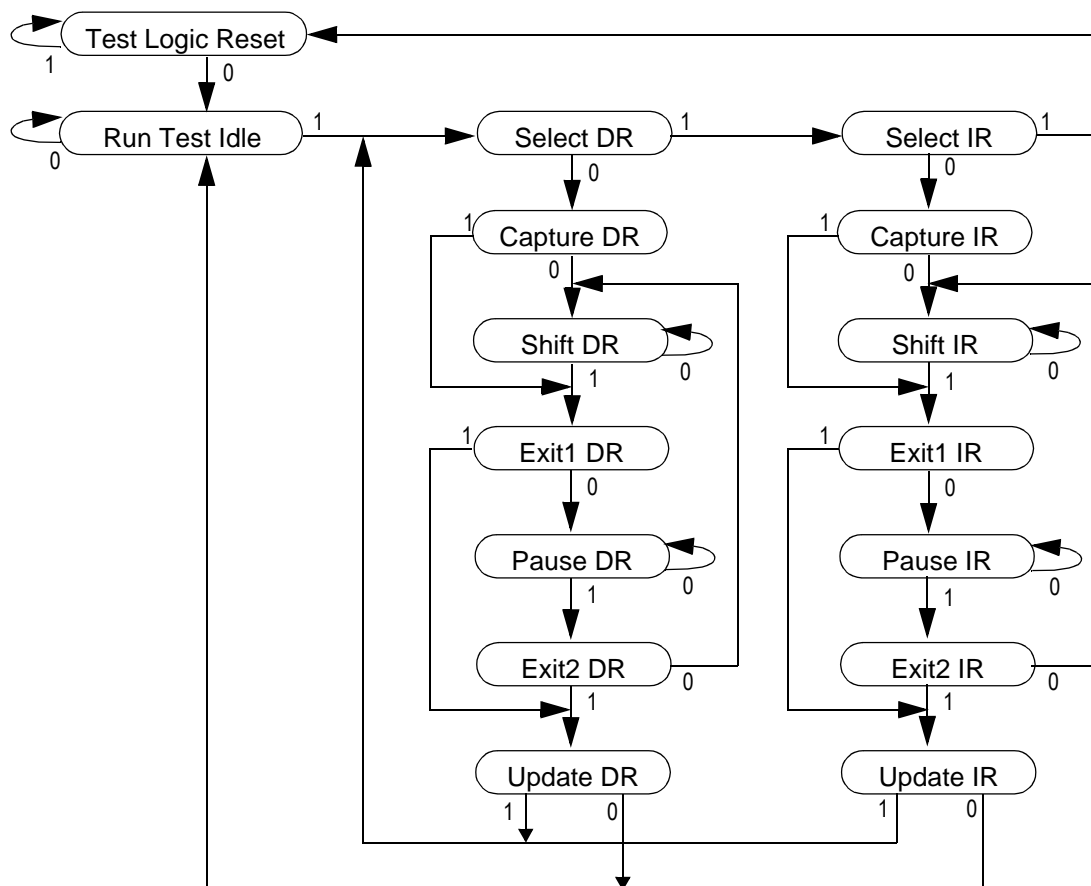 Test Logic Reset
1
0
Run Test Idle
1
Select DR
1
Select IR
1
0
0
0
1
Capture DR
1
Capture IR
0
0
Shift DR
Shift IR
0
0
1
1
1
Exit1 DR
1
Exit1 IR
0
0
Pause DR
Pause IR
0
0
1
1
Exit2 DR
Exit2 IR
0
0
1
1
Update DR
Update IR
1
0
1
0